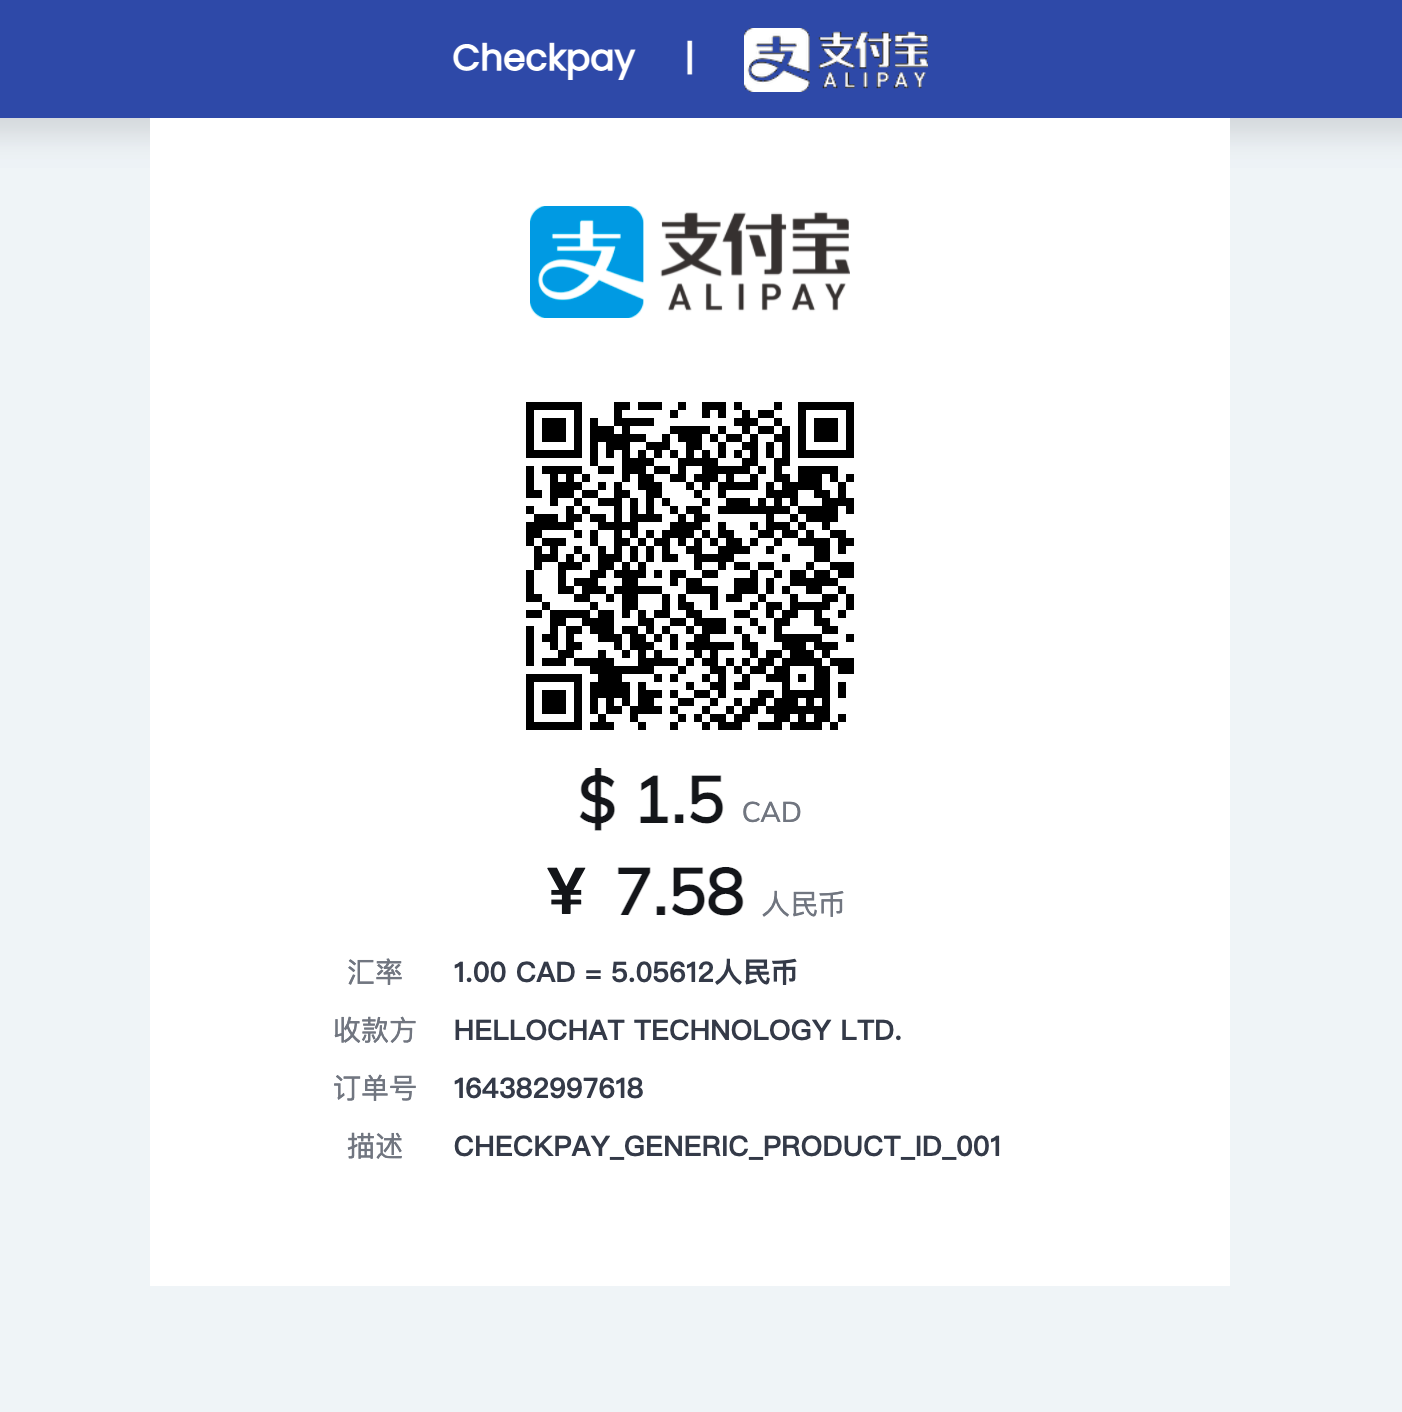 Checkpay | 支 支付宝
ALIPAY
支 支付宝
ALIPAY
$ 1.5 CAD
¥ 7.58 人民币
汇率 1.00 CAD = 5.05612人民币
收款方 HELLOCHAT TECHNOLOGY LTD.
订单号 164382997618
描述 CHECKPAY_GENERIC_PRODUCT_ID_001